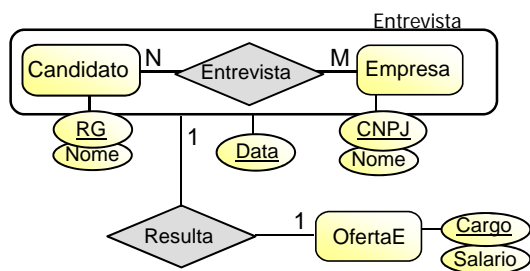 Entrevista
Candidato N Entrevista M Empresa
RG
Nome
1
Data
CNPJ
Nome
Resulta 1 OfertaE
Cargo
Salario